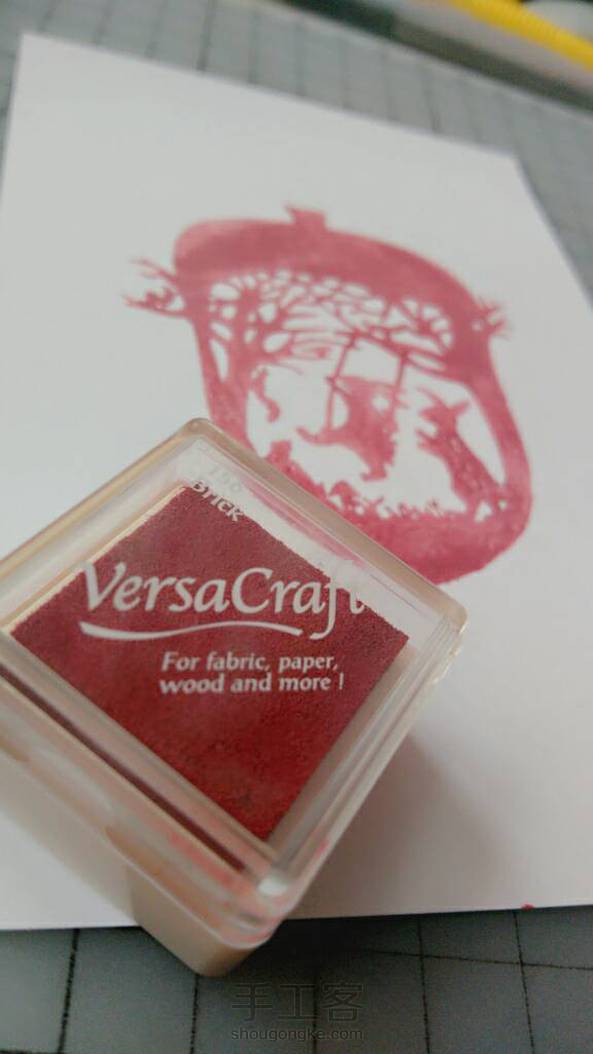 Brick
VersaCraft
For fabric, paper,
wood and more !
手工客
shougongke.com